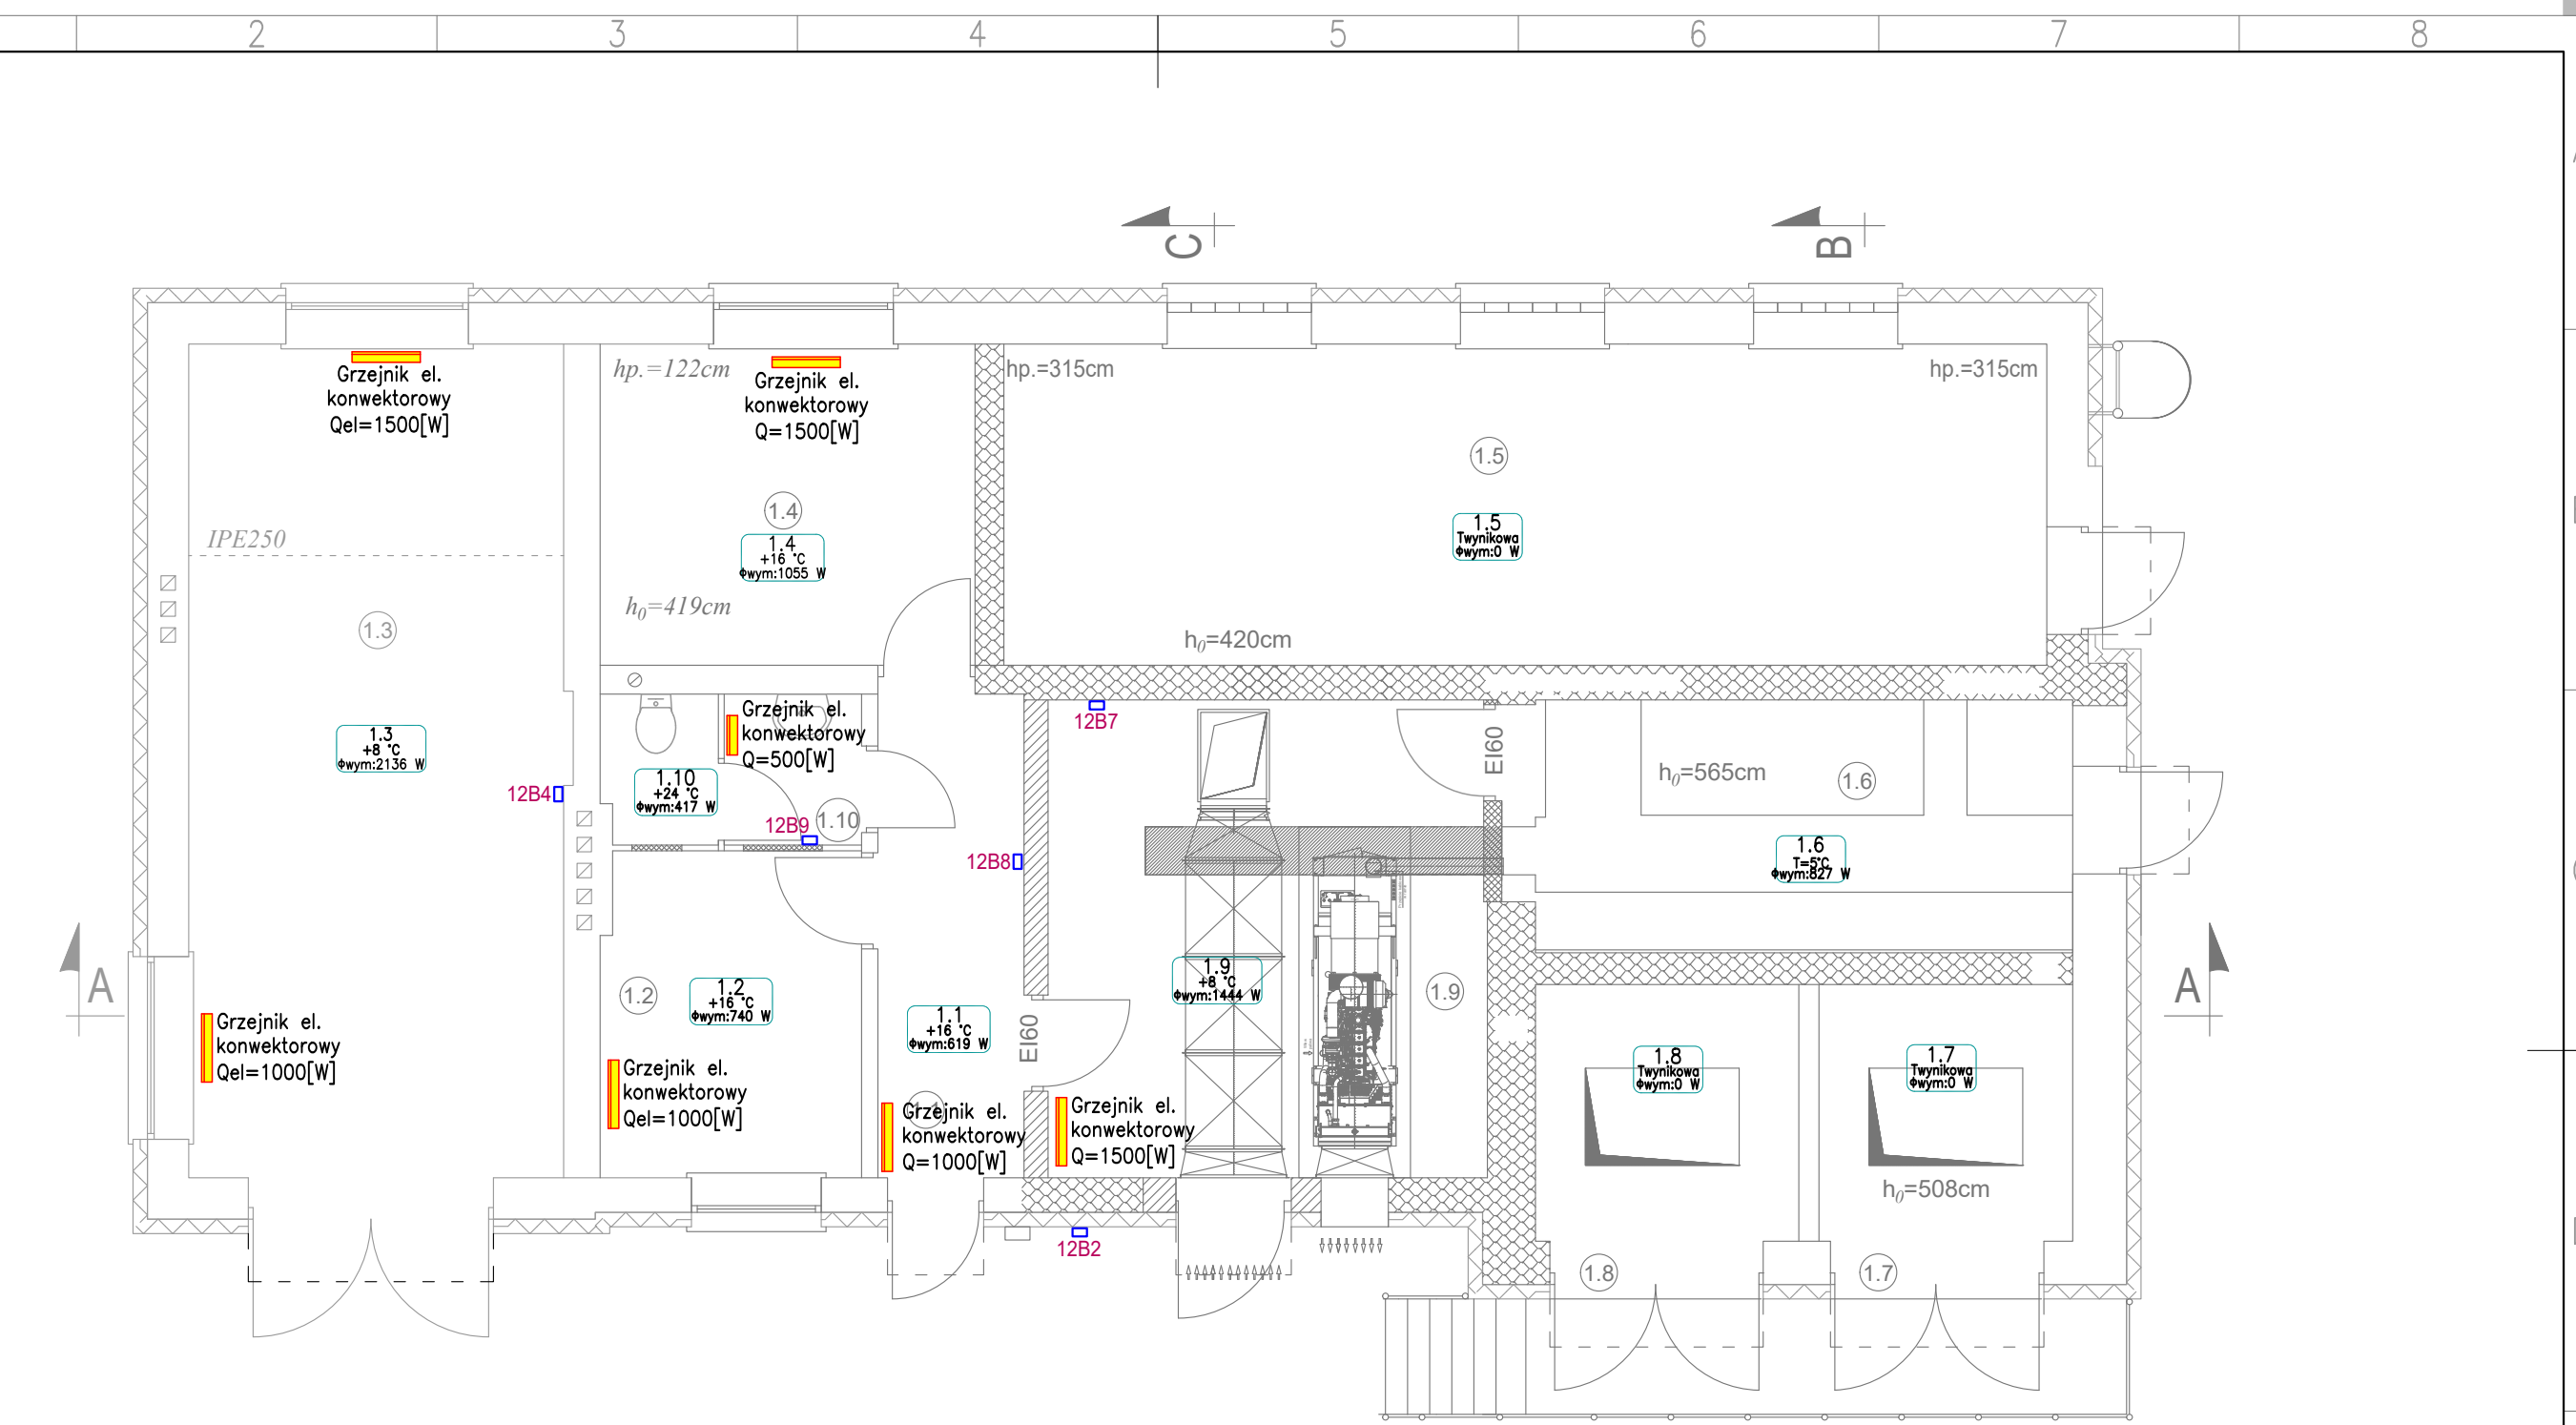 2 3 4 5 6 7 8
C B
hp.=122cm
hp.=315cm
hp.=315cm
Grzejnik el.
konwektorowy
Qel=1500[W]
Grzejnik el.
konwektorowy
Q=1500[W]
1.5
1.5
Twynikowa
Φwym:0 W
1.4
1.4
+16 °C
Φwym:1055 W
IPE250
h0=419cm
1.3
h0=420cm
1.3
+8 °C
Φwym:2136 W
12B4
Grzejnik el.
konwektorowy
Q=500[W]
1.10
+24 °C
Φwym:417 W
12B9
1.10
12B7
12B8
EI60
h0=565cm
1.6
1.6
T=5°C
Φwym:827 W
A
A
1.2
1.2
+16 °C
Φwym:740 W
1.1
+16 °C
Φwym:619 W
EI60
1.9
+8 °C
Φwym:1444 W
1.9
Grzejnik el.
konwektorowy
Qel=1000[W]
Grzejnik el.
konwektorowy
Qel=1000[W]
1.1
Grzejnik el.
konwektorowy
Q=1000[W]
Grzejnik el.
konwektorowy
Q=1500[W]
1.8
Twynikowa
Φwym:0 W
1.7
Twynikowa
Φwym:0 W
h0=508cm
12B2
1.8
1.7